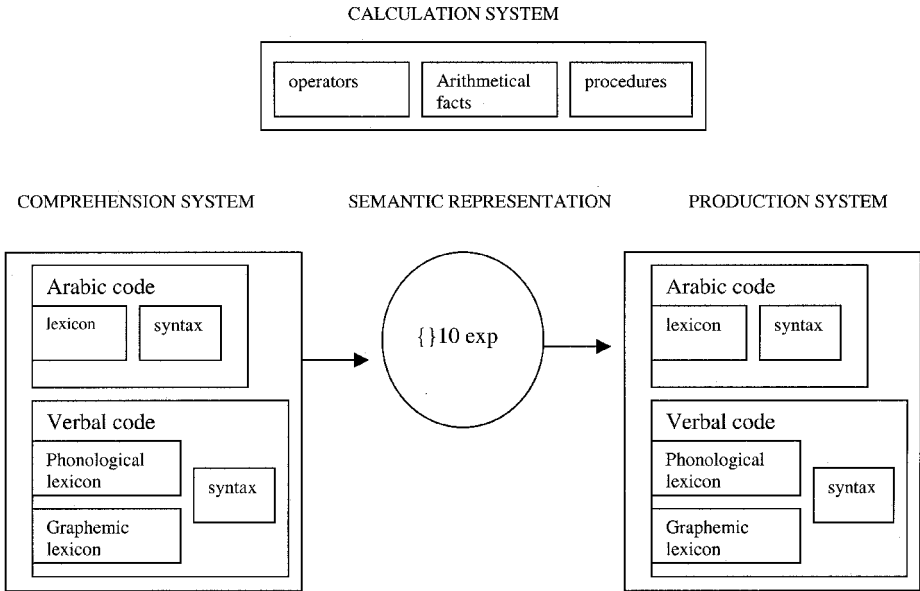 CALCULATION SYSTEM
operators
Arithmetical
facts
procedures
COMPREHENSION SYSTEM
SEMANTIC REPRESENTATION
PRODUCTION SYSTEM
Arabic code
lexicon
syntax
Verbal code
Phonological
lexicon
syntax
Graphemic
lexicon
{}10 exp
Arabic code
lexicon
syntax
Verbal code
Phonological
lexicon
syntax
Graphemic
lexicon